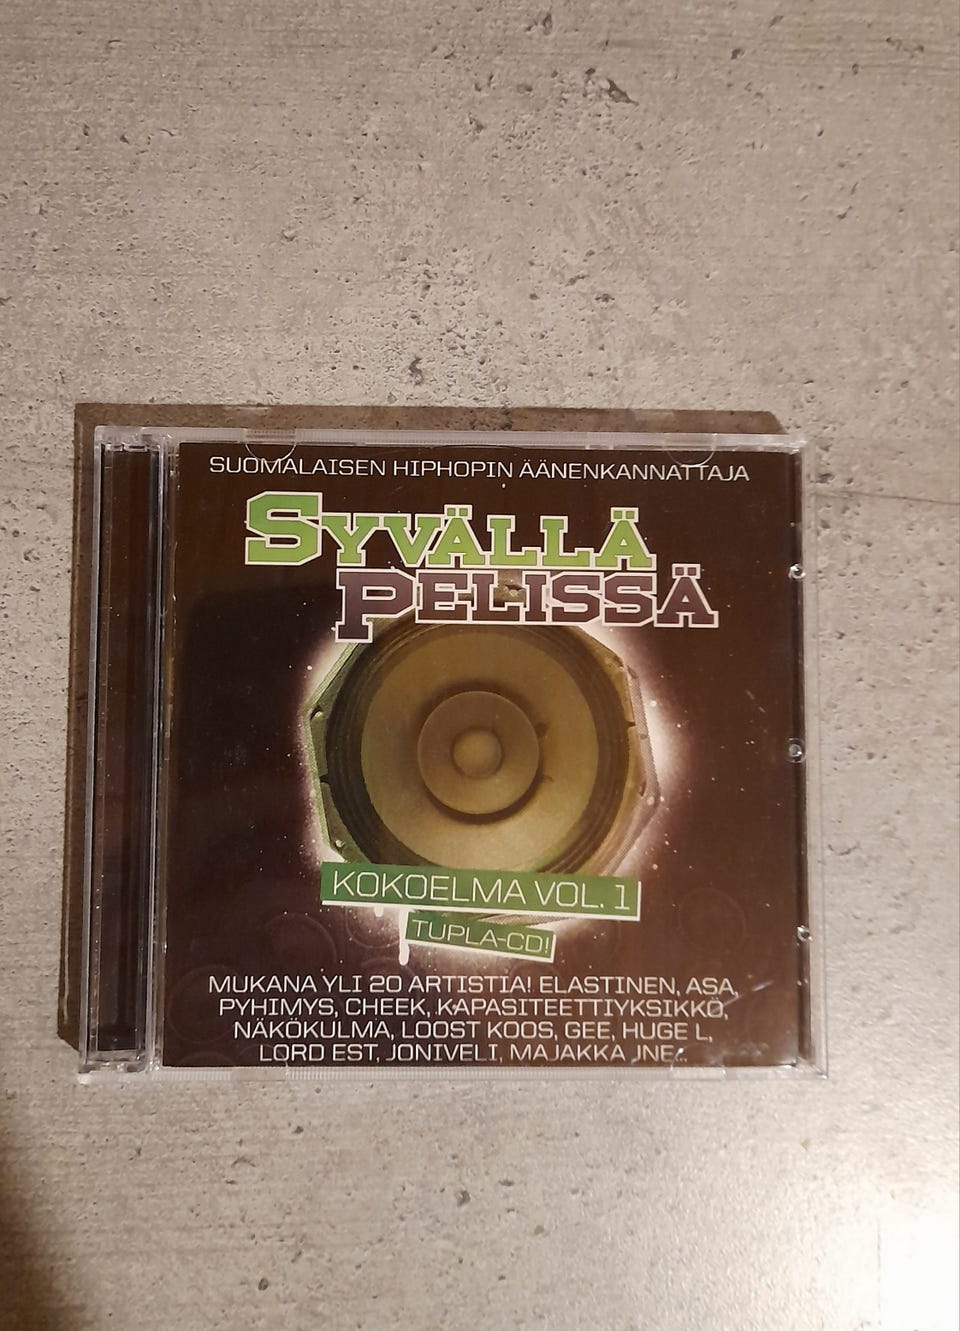 SUOMALAISEN HIPHOPIN ÄÄNENKANNATTAJA
SYVÄLLÄ
PELISSÄ
KOKOELMA VOL. 1
TUPLA-CD!
MUKANA YLI 20 ARTISTIA! ELASTINEN, ASA,
PYHIMYS, CHEEK, KAPASITEETTIYKSIKKÖ,
NÄKÖKULMA, LOOST KOOS, GEE, HUGE L,
LORD EST, JONIVELI, MAJAKKA JNE..